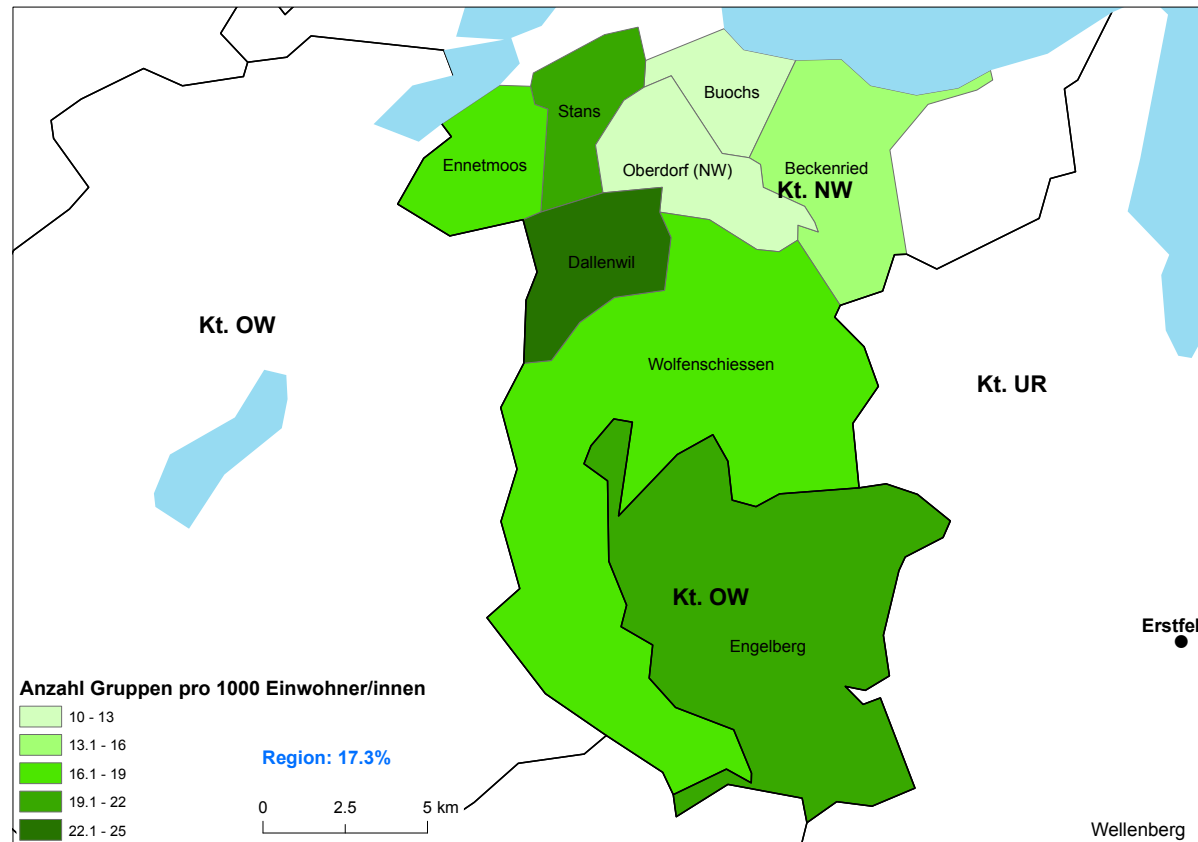 Buochs
Stans
Ennetmoos
Oberdorf (NW)
Beckenried
Kt. NW
Dallenwil
Kt. OW
Wolfenschiessen
Kt. UR
Kt. OW
Erstfel
Engelberg
Anzahl Gruppen pro 1000 Einwohner/innen
10 - 13
13.1 - 16
16.1 - 19
19.1 - 22
22.1 - 25
Region: 17.3%
0 2.5 5 km
Wellenberg